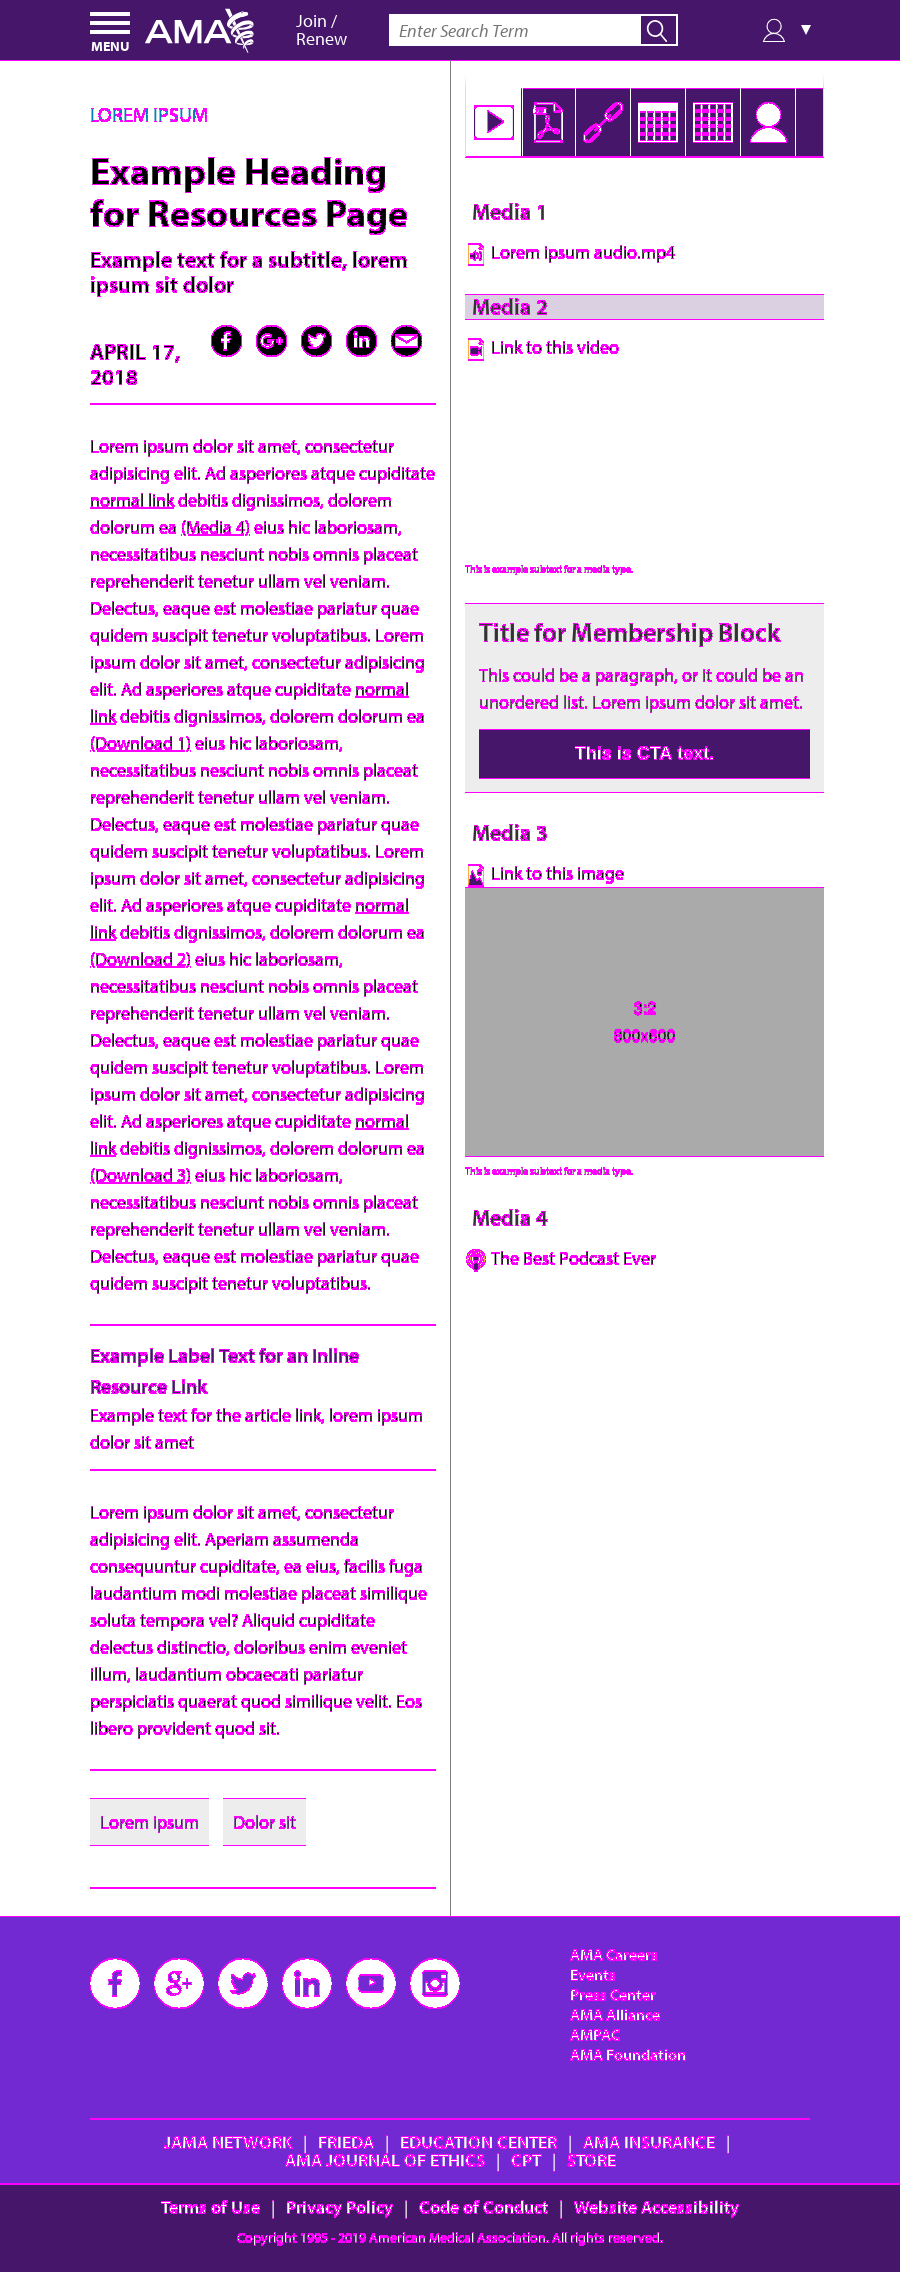 MENU
AMA
Join /
Renew
Enter Search Term
LOREM IPSUM
Example Heading
for Resources Page
Example text for a subtitle, lorem
ipsum sit dolor
APRIL 17,
2018
Lorem ipsum dolor sit amet, consectetur
adipisicing elit. Ad asperiores atque cupiditate
normal link debitis dignissimos, dolorem
dolorum ea (Media 4) eius hic laboriosam,
necessitatibus nesciunt nobis omnis placeat
reprehenderit tenetur ullam vel veniam.
Delectus, eaque est molestiae pariatur quae
quidem suscipit tenetur voluptatibus. Lorem
ipsum dolor sit amet, consectetur adipisicing
elit. Ad asperiores atque cupiditate normal
link debitis dignissimos, dolorem dolorum ea
(Download 1) eius hic laboriosam,
necessitatibus nesciunt nobis omnis placeat
reprehenderit tenetur ullam vel veniam.
Delectus, eaque est molestiae pariatur quae
quidem suscipit tenetur voluptatibus. Lorem
ipsum dolor sit amet, consectetur adipisicing
elit. Ad asperiores atque cupiditate normal
link debitis dignissimos, dolorem dolorum ea
(Download 2) eius hic laboriosam,
necessitatibus nesciunt nobis omnis placeat
reprehenderit tenetur ullam vel veniam.
Delectus, eaque est molestiae pariatur quae
quidem suscipit tenetur voluptatibus. Lorem
ipsum dolor sit amet, consectetur adipisicing
elit. Ad asperiores atque cupiditate normal
link debitis dignissimos, dolorem dolorum ea
(Download 3) eius hic laboriosam,
necessitatibus nesciunt nobis omnis placeat
reprehenderit tenetur ullam vel veniam.
Delectus, eaque est molestiae pariatur quae
quidem suscipit tenetur voluptatibus.
Example Label Text for an Inline
Resource Link
Example text for the article link, lorem ipsum
dolor sit amet
Lorem ipsum dolor sit amet, consectetur
adipisicing elit. Aperiam assumenda
consequuntur cupiditate, ea eius, facilis fuga
laudantium modi molestiae placeat similique
soluta tempora vel? Aliquid cupiditate
delectus distinctio, doloribus enim eveniet
illum, laudantium obcaecati pariatur
perspiciatis quaerat quod similique velit. Eos
libero provident quod sit.
Lorem ipsum
Dolor sit
Media 1
Lorem ipsum audio.mp4
Media 2
Link to this video
This is example subtext for a media type.
Title for Membership Block
This could be a paragraph, or it could be an
unordered list. Lorem ipsum dolor sit amet.
This is CTA text.
Media 3
Link to this image
3:2
800x600
This is example subtext for a media type.
Media 4
The Best Podcast Ever
AMA Careers
Events
Press Center
AMA Alliance
AMPAC
AMA Foundation
JAMA NETWORK | FRIEDA | EDUCATION CENTER | AMA INSURANCE |
AMA JOURNAL OF ETHICS | CPT | STORE
Terms of Use | Privacy Policy | Code of Conduct | Website Accessibility
Copyright 1995 - 2019 American Medical Association. All rights reserved.